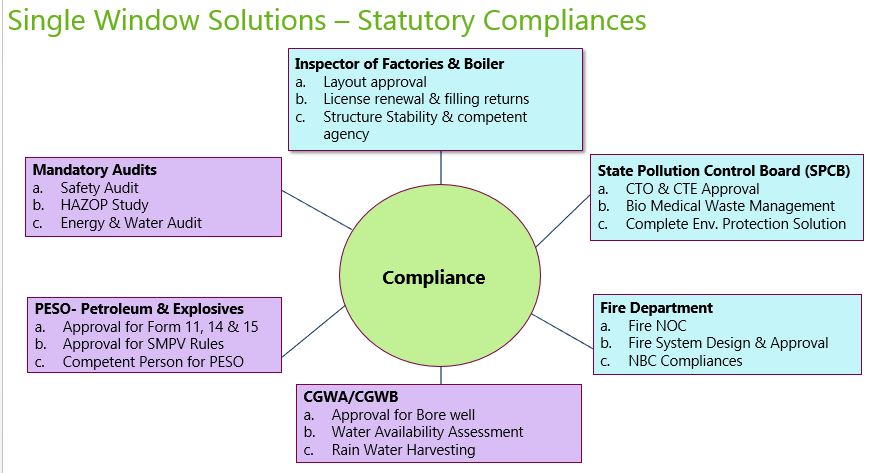 Single Window Solutions – Statutory Compliances
Inspector of Factories & Boiler
a. Layout approval
b. License renewal & filling returns
c. Structure Stability & competent
agency
Mandatory Audits
a. Safety Audit
b. HAZOP Study
c. Energy & Water Audit
State Pollution Control Board (SPCB)
a. CTO & CTE Approval
b. Bio Medical Waste Management
c. Complete Env. Protection Solution
Compliance
PESO- Petroleum & Explosives
a. Approval for Form 11, 14 & 15
b. Approval for SMPV Rules
c. Competent Person for PESO
Fire Department
a. Fire NOC
b. Fire System Design & Approval
c. NBC Compliances
CGWA/CGWB
a. Approval for Bore well
b. Water Availability Assessment
c. Rain Water Harvesting